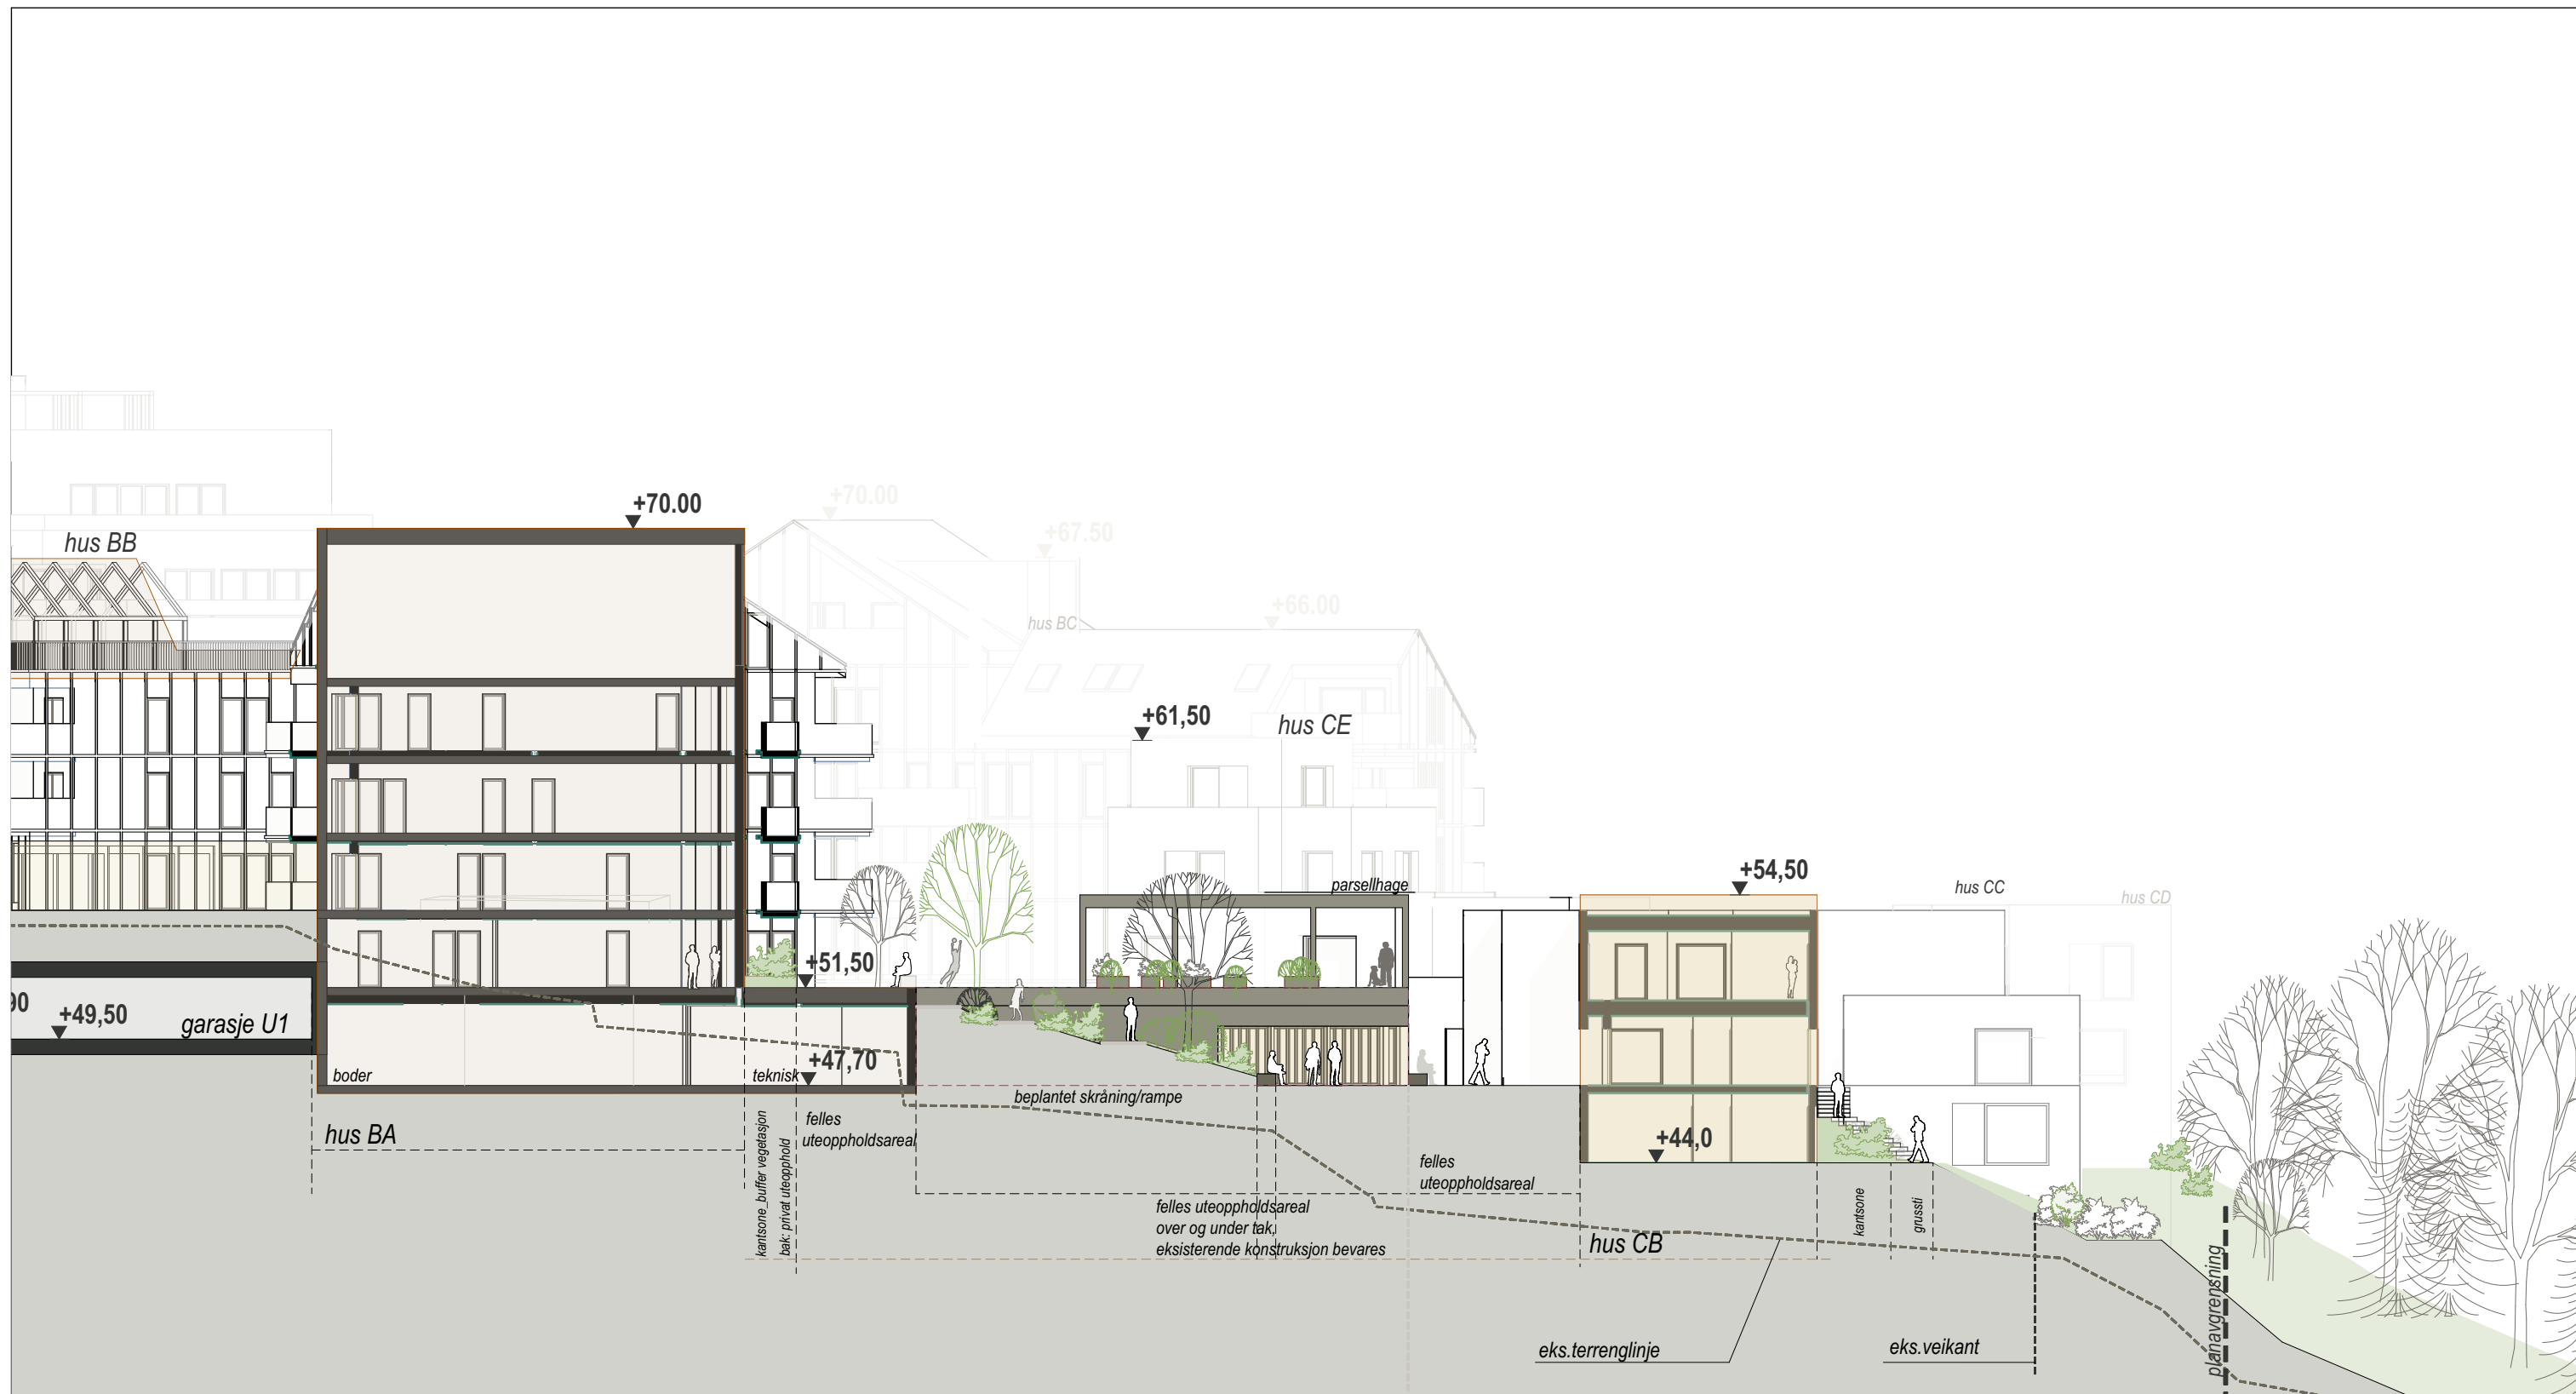 +70.00
+70.00
+67.50
hus BB
+66.00
hus BC
+61,50
hus CE
+54,50
parsellhage
hus CC
hus CD
+51,50
90
+49,50
garasje U1
+47,70
boder
teknisk
beplantet skråning/rampe
felles
uteoppholdsareal
hus BA
+44,0
kantsone_buffer vegetasjon
bak: privat uteopphold
felles
uteoppholdsareal
felles uteoppholdsareal
over og under tak,
eksisterende konstruksjon bevares
kantsone
grussti
hus CB
eks.terrenglinje
eks.veikant
planavgrensning